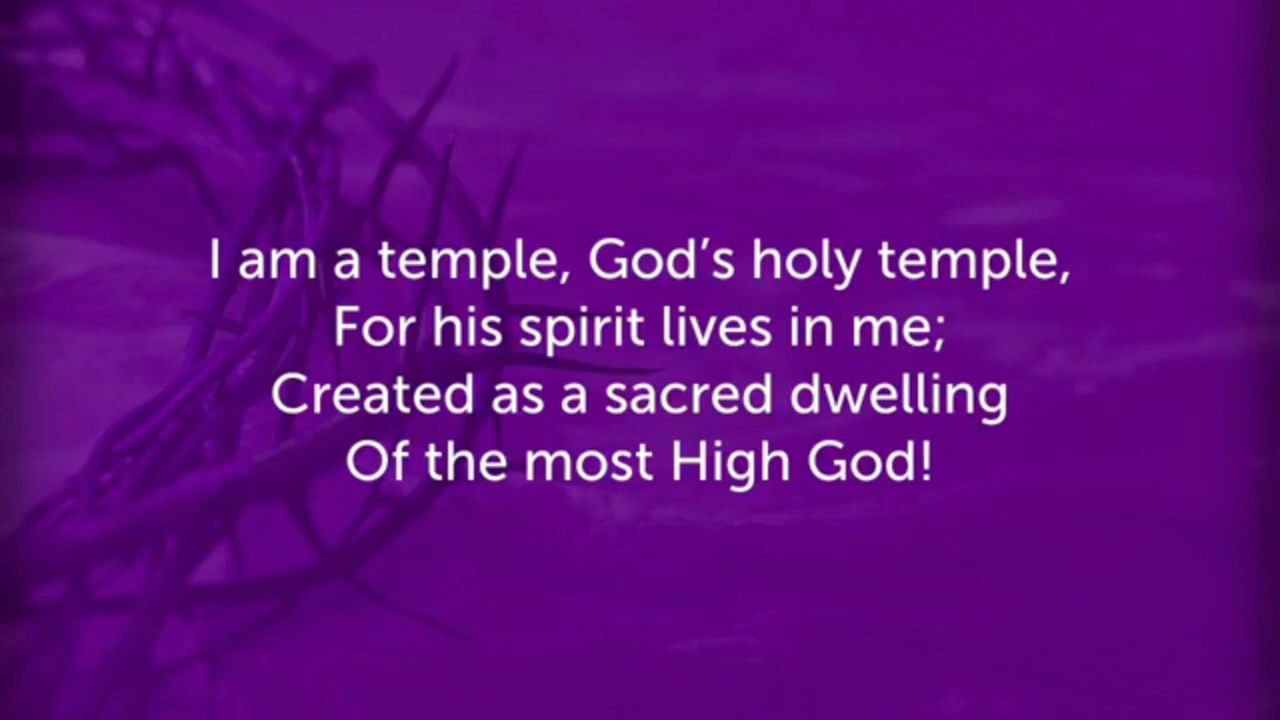 I am a temple, God’s holy temple,
For his spirit lives in me;
Created as a sacred dwelling
Of the most High God!